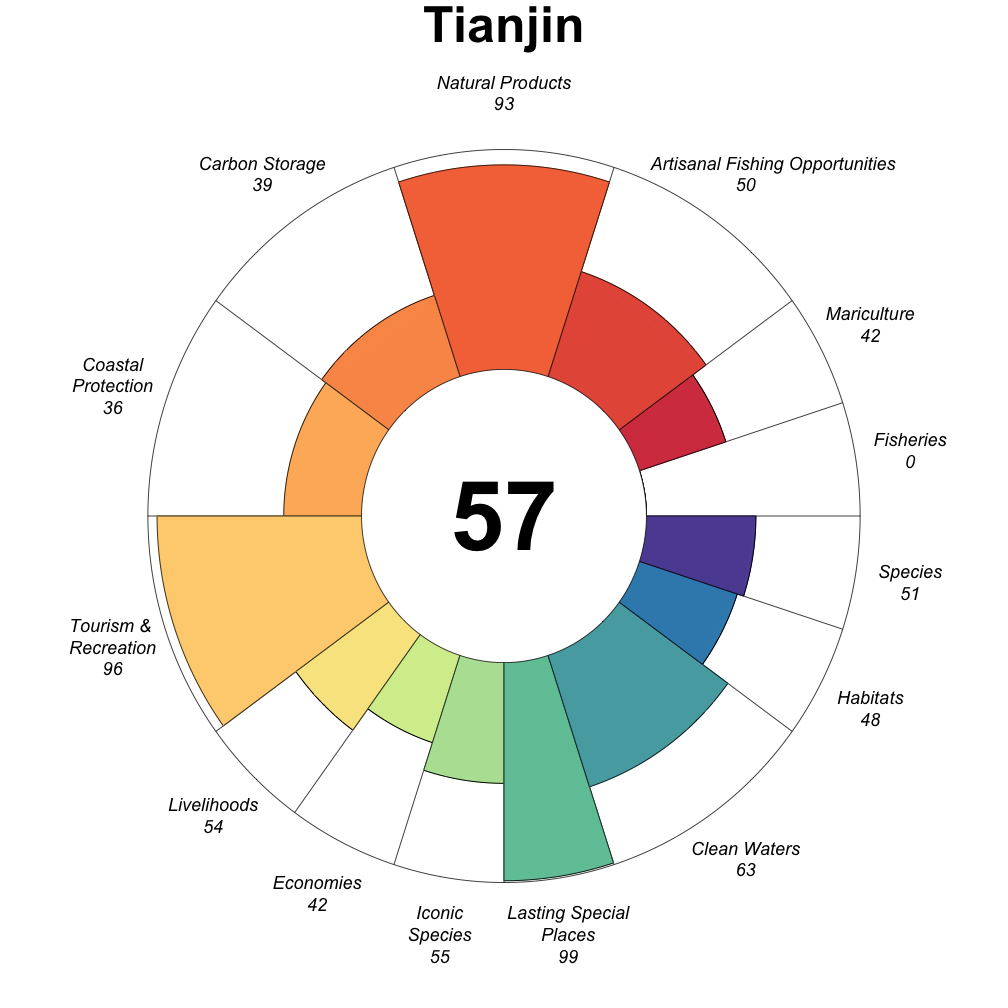 Tianjin
Natural Products
93
Carbon Storage
39
Artisanal Fishing Opportunities
50
Mariculture
42
Coastal
Protection
36
Fisheries
0
57
Species
51
Tourism &
Recreation
96
Habitats
48
Livelihoods
54
Clean Waters
63
Economies
42
Iconic
Species
55
Lasting Special
Places
99